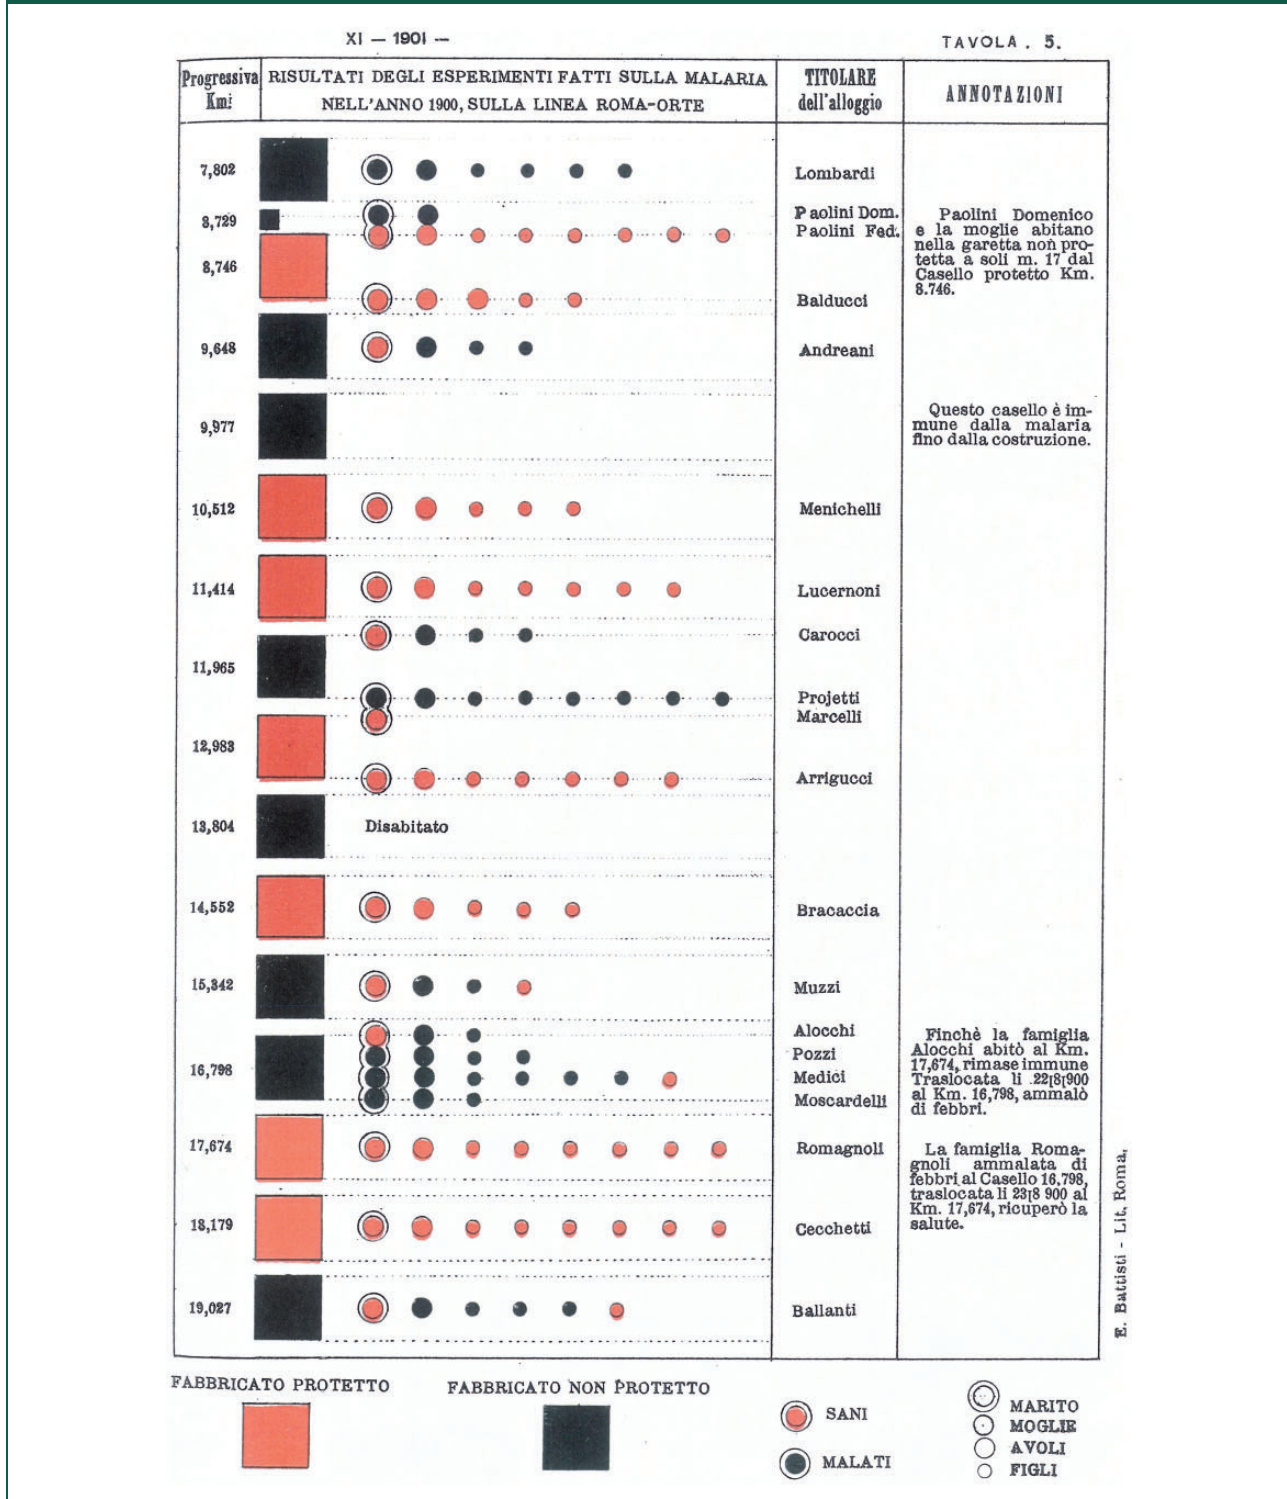 XI — 1901 —
TAVOLA . 5.
Progressiva
Km!
RISULTATI DEGLI ESPERIMENTI FATTI SULLA MALARIA
NELL'ANNO 1900, SULLA LINEA ROMA-ORTE
TITOLARE
dell'alloggio
ANNOTAZIONI
7,802
Lombardi
8,729
Paolini Dom.
Paolini Fed.
8,746
Balducci
Paolini Domenico
e la moglie abitano
nella garetta non pro-
tetta a soli m. 17 dal
Casello protetto Km.
8.746.
9,648
Andreani
9,977
Questo casello è im-
mune dalla malaria
fino dalla costruzione.
10,512
Menichelli
11,414
Lucernoni
Carocci
11,965
Projetti
Marcelli
12,983
Arrigucci
13,804
Disabitato
14,552
Bracaccia
15,342
Muzzi
Alocchi
Pozzi
16,798
Medici
Moscardelli
Finchè la famiglia
Alocchi abitò al Km.
17,674, rimase immune
Traslocata li 22[8[900
al Km. 16,798, ammalò
di febbri.
17,674
Romagnoli
La famiglia Roma-
gnoli ammalata di
febbri al Casello 16,798,
traslocata li 23[8 900 al
Km. 17,674, ricuperò la
salute.
18,179
Cecchetti
19,027
Ballanti
E. Battisti - Lit. Roma.
FABBRICATO PROTETTO
FABBRICATO NON PROTETTO
SANI
MALATI
MARITO
MOGLIE
AVOLI
FIGLI